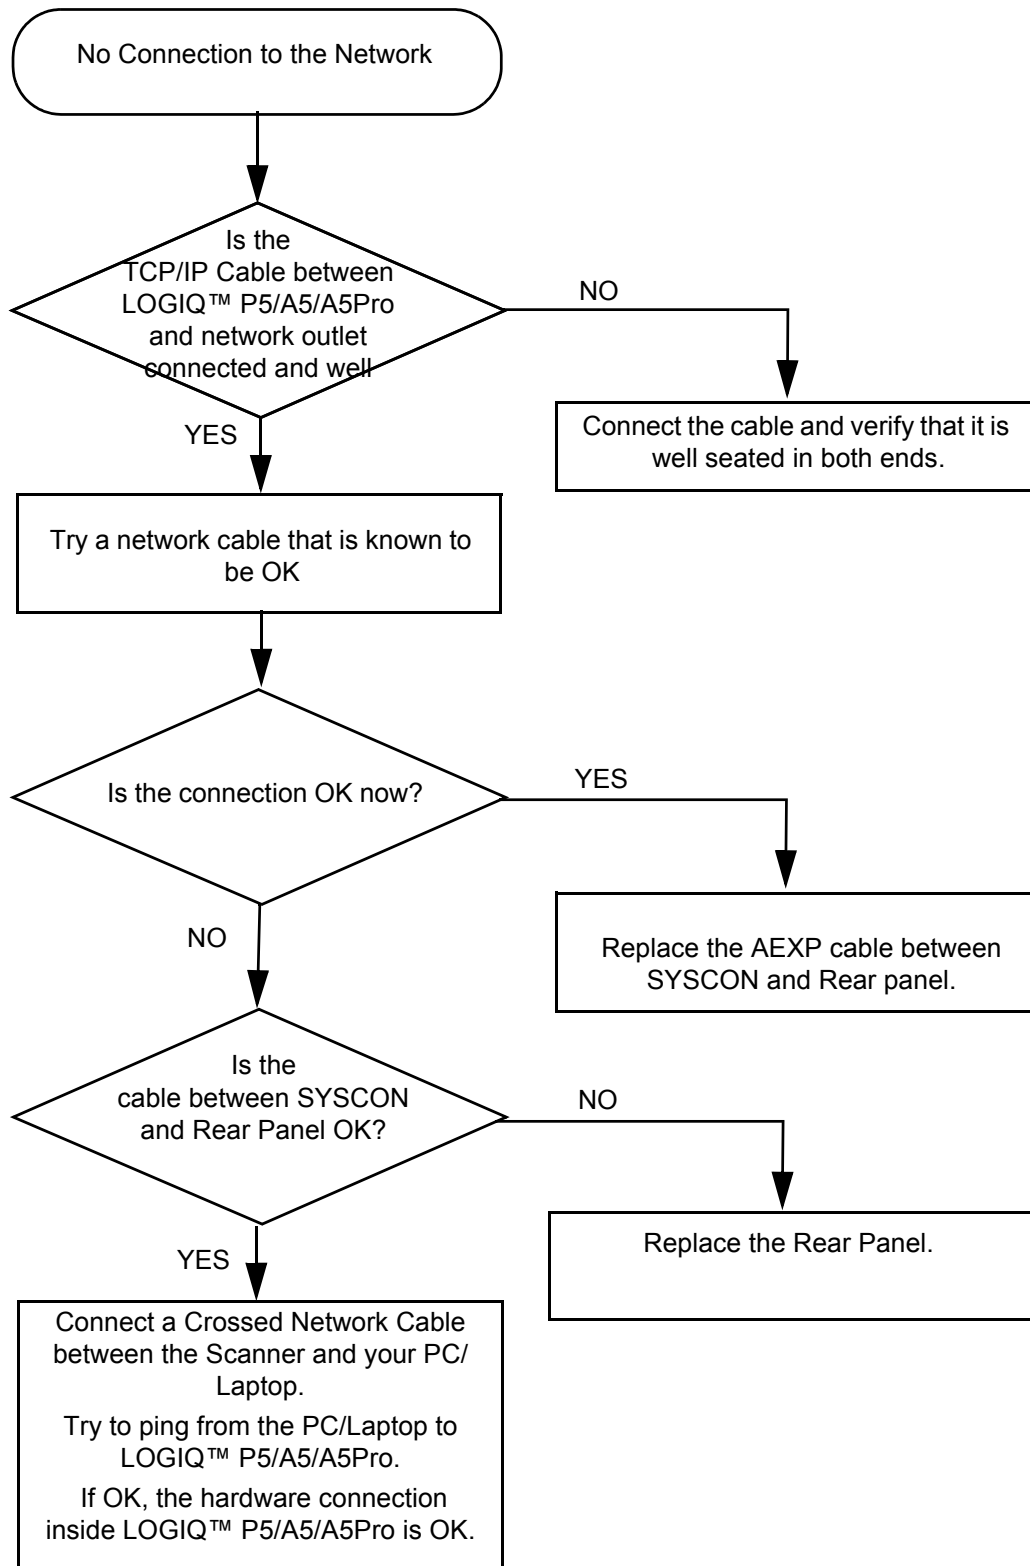 No Connection to the Network
Is the
TCP/IP Cable between
LOGIQ™ P5/A5/A5Pro
and network outlet
connected and well
NO
Connect the cable and verify that it is
well seated in both ends.
YES
Try a network cable that is known to
be OK
Is the connection OK now?
YES
Replace the AEXP cable between
SYSCON and Rear panel.
NO
Is the
cable between SYSCON
and Rear Panel OK?
NO
Replace the Rear Panel.
YES
Connect a Crossed Network Cable
between the Scanner and your PC/
Laptop.
Try to ping from the PC/Laptop to
LOGIQ™ P5/A5/A5Pro.
If OK, the hardware connection
inside LOGIQ™ P5/A5/A5Pro is OK.